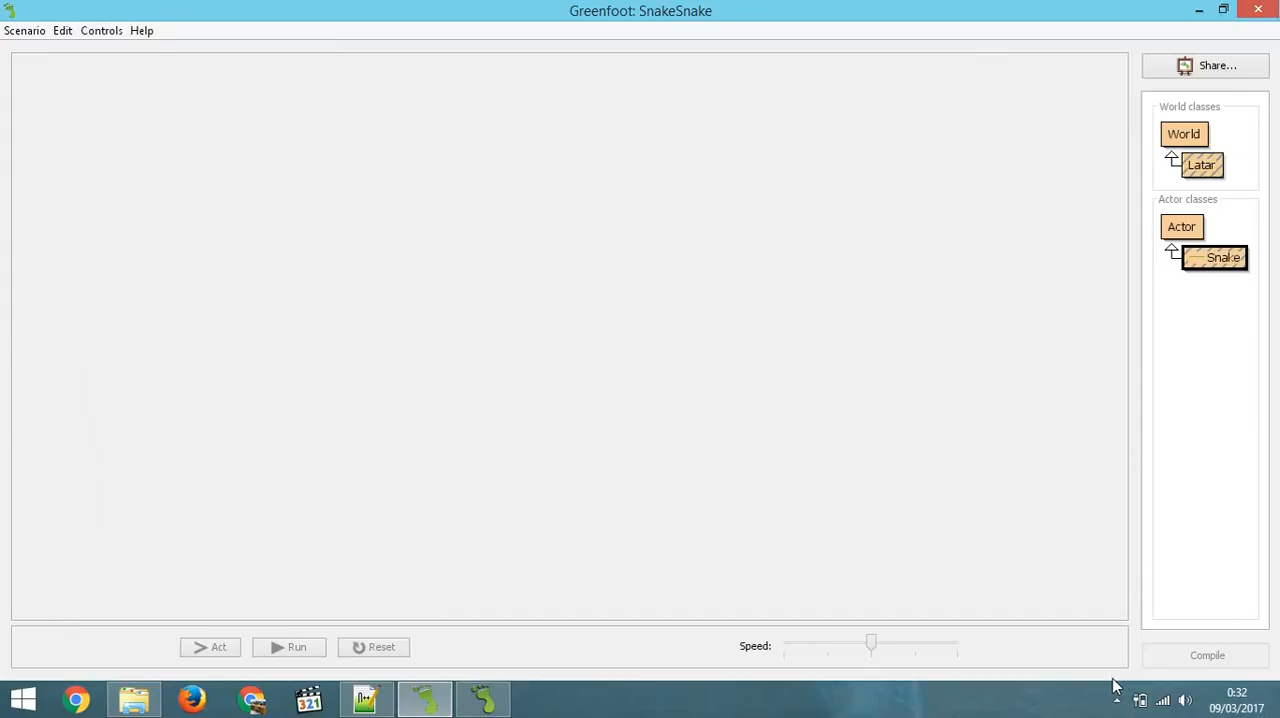 Greenfoot: SnakeSnake
Scenario Edit Controls Help
Share...
World classes
World
Latar
Actor classes
Actor
Snake
Act Run Reset Speed:
Compile
321
0:32
09/03/2017